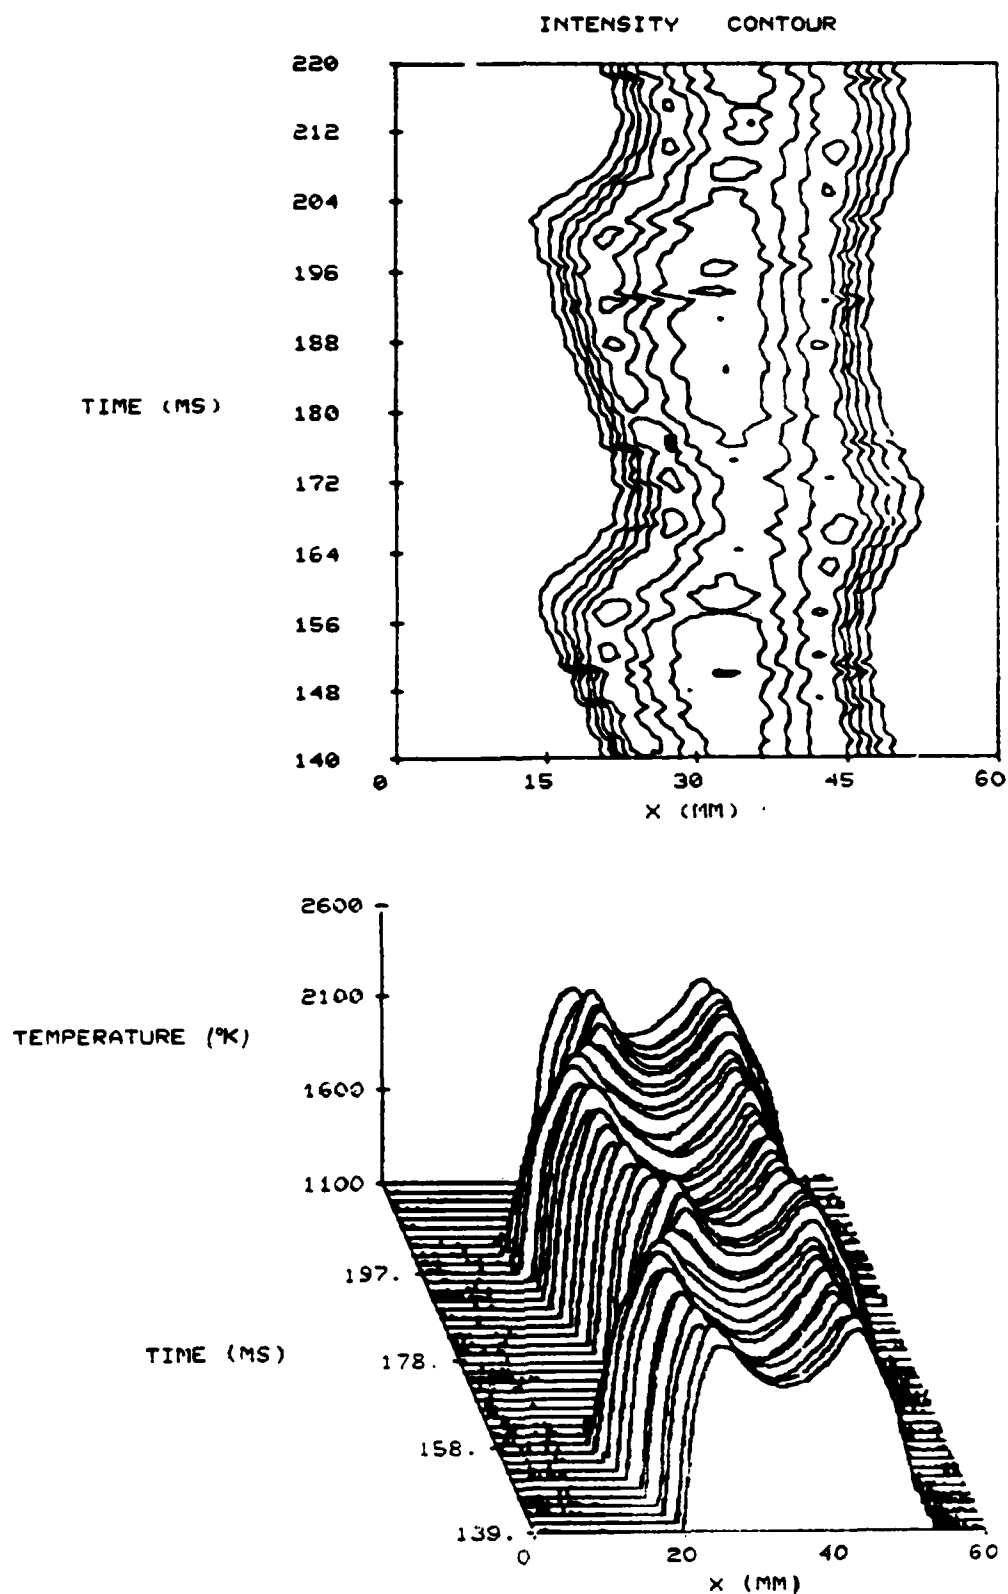 INTENSITY CONTOUR
220
212
204
196
188
TIME (MS)
180
172
164
156
148
140
0 15 30 45 60
X (MM)
2600
2100
TEMPERATURE (°K)
1600
1100
197.
TIME (MS)
178.
158.
139.
0 20 40 60
X (MM)